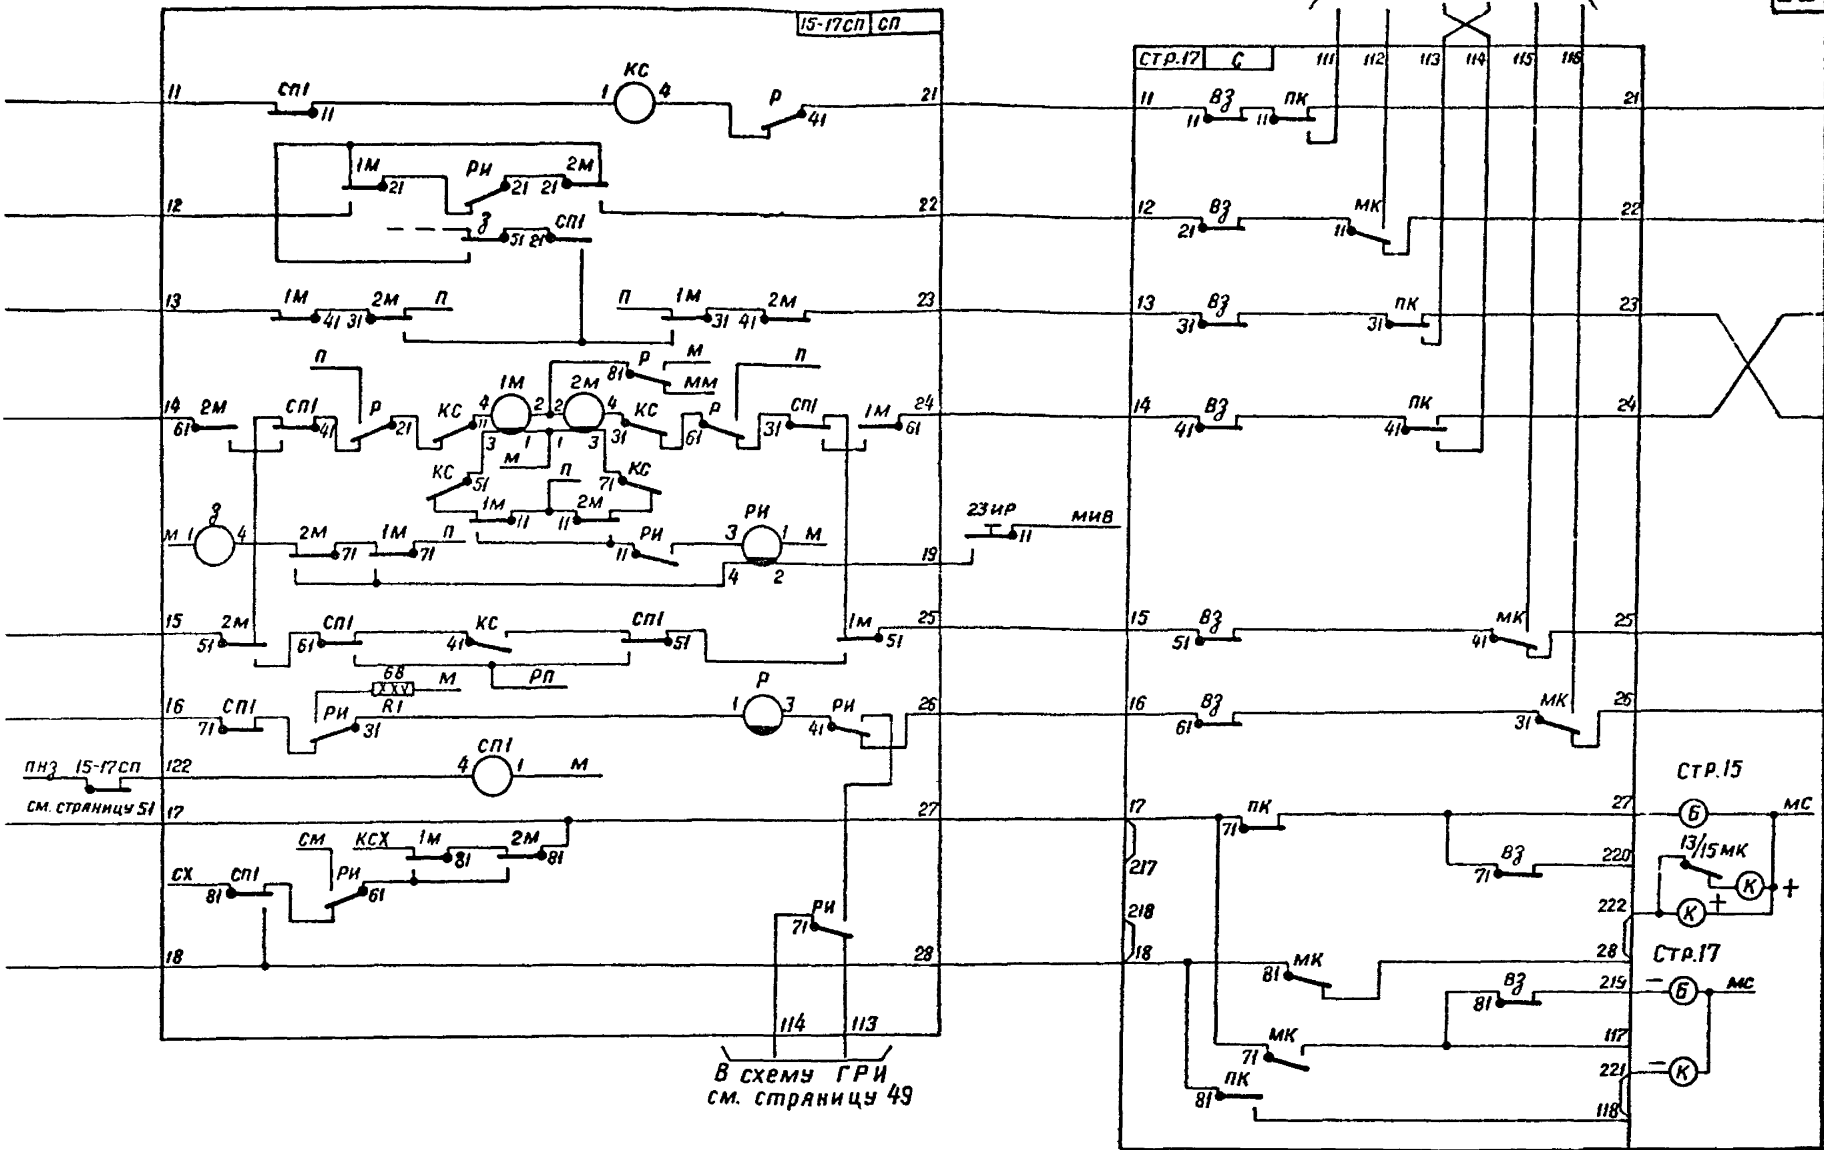 15-17СП СП
СТР.17 С 111 112 113 114 115 116
11 СП1 11 1 КС 4 Р 41 21
11 ВЗ 11 11 ПК 21
1М 21 РИ 21 21 2М
12 22
З 51 21 СП1
12 ВЗ 21 МК 11 22
13 1М 41 31 2М П П 1М 31 41 2М 23
13 ВЗ 31 ПК 31 23
П Р 81 М ММ П
14 2М 61 СП1 41 Р 21 КС 11 4 1М 2 2 2М 4 31 КС 61 Р 31 СП1 1М 61 24
3 1 1 3
М
14 ВЗ 41 ПК 41 24
КС 51 П 71 КС
1М 11 11 2М
М 1 З 4 2М 71 1М 71 П 11 РИ 3 РИ 1 М
4 2 19
23ИР 11 МИВ
15 2М 51 СП1 61 КС 41 СП1 51 1М 51 25
РП
15 ВЗ 51 МК 41 25
68 М
R1
16 СП1 71 РИ 31 1 Р 3 РИ 41 26
16 ВЗ 61 МК 31 26
ПНЗ 15-17СП 122 4 СП1 1 М
см. страницу 51
17 27
17 ПК 71 27 Б МС
СТР.15
СМ КСХ 1М 81 2М 81
СХ 81 СП1 РИ 61
217 ВЗ 71 220
13/15МК К +
218 222 К +
РИ 71
18 28
18 81 МК 28
СТР.17
ВЗ 81 219 − Б МС
МК 71 117
ПК 81 221 − К
118
114 113
В схему ГРИ
см. страницу 49